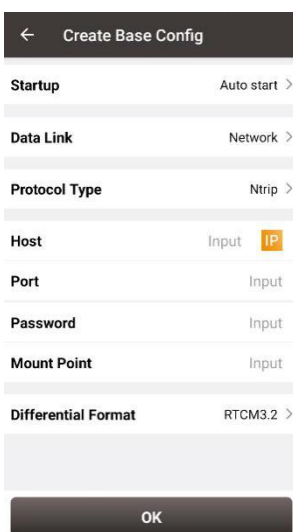 Create Base Config
Startup Auto start
Data Link Network
Protocol Type Ntrip
Host Input IP
Port Input
Password Input
Mount Point Input
Differential Format RTCM3.2
OK